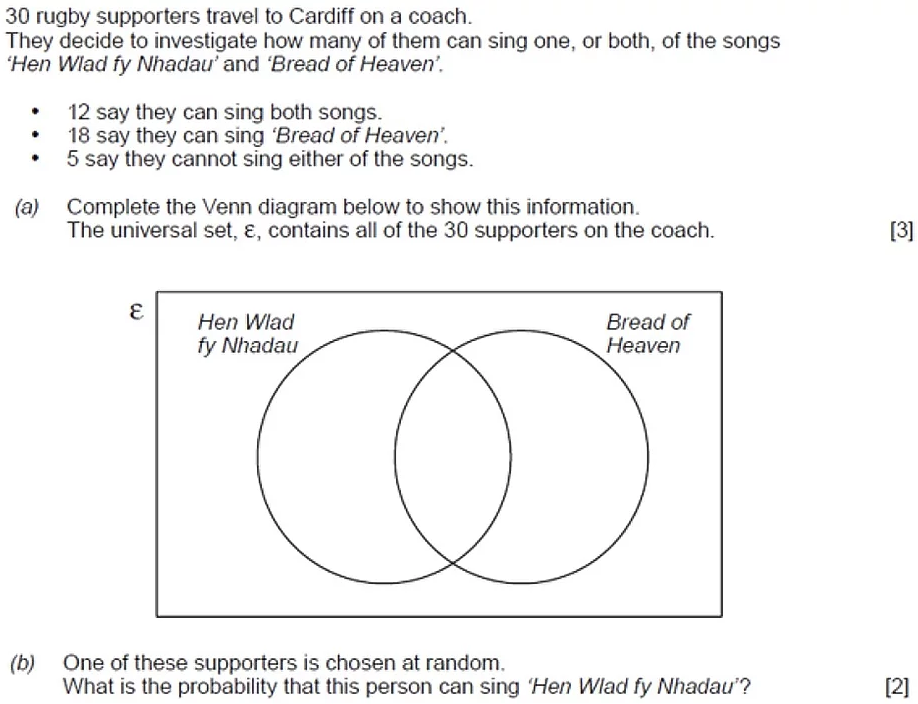 30 rugby supporters travel to Cardiff on a coach.
They decide to investigate how many of them can sing one, or both, of the songs
‘Hen Wlad fy Nhadau’ and ‘Bread of Heaven’.
• 12 say they can sing both songs.
• 18 say they can sing ‘Bread of Heaven’.
• 5 say they cannot sing either of the songs.
(a) Complete the Venn diagram below to show this information.
The universal set, ε, contains all of the 30 supporters on the coach. [3]
ε
Hen Wlad
fy Nhadau
Bread of
Heaven
(b) One of these supporters is chosen at random.
What is the probability that this person can sing ‘Hen Wlad fy Nhadau’? [2]